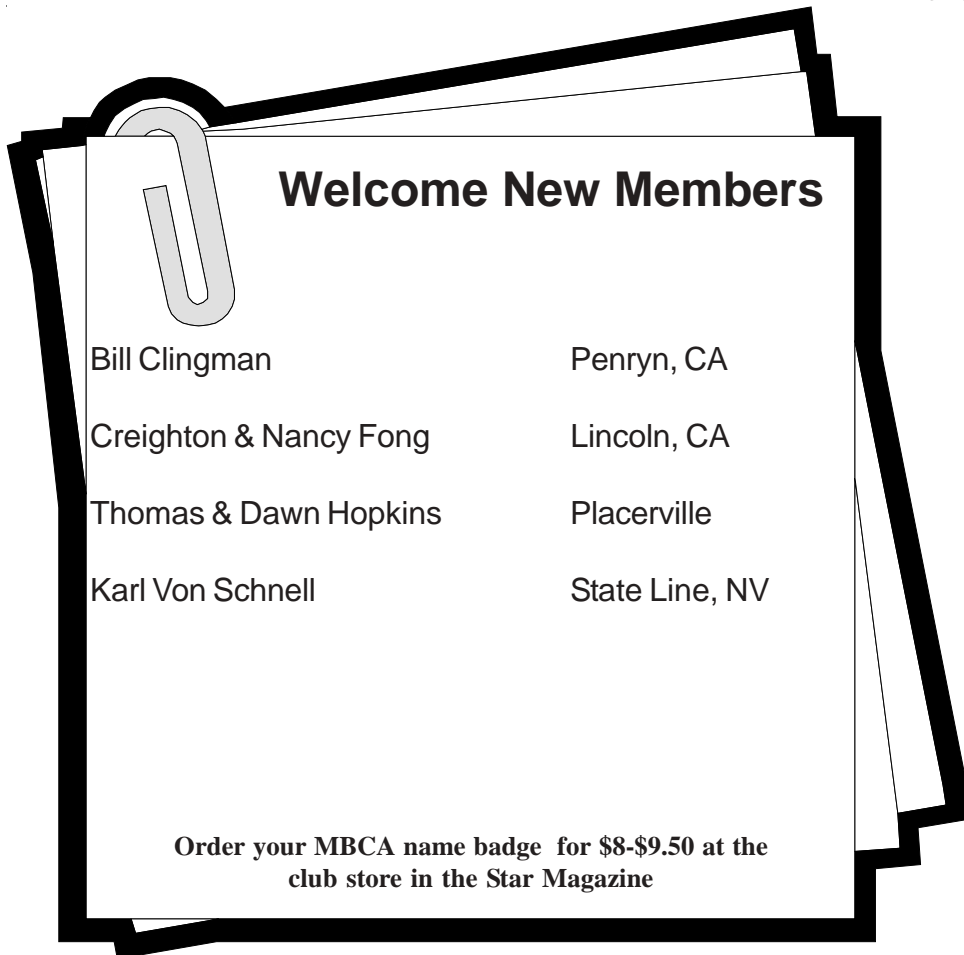 Welcome New Members
Bill Clingman Penryn, CA
Creighton & Nancy Fong Lincoln, CA
Thomas & Dawn Hopkins Placerville
Karl Von Schnell State Line, NV
Order your MBCA name badge for $8-$9.50 at the
club store in the Star Magazine